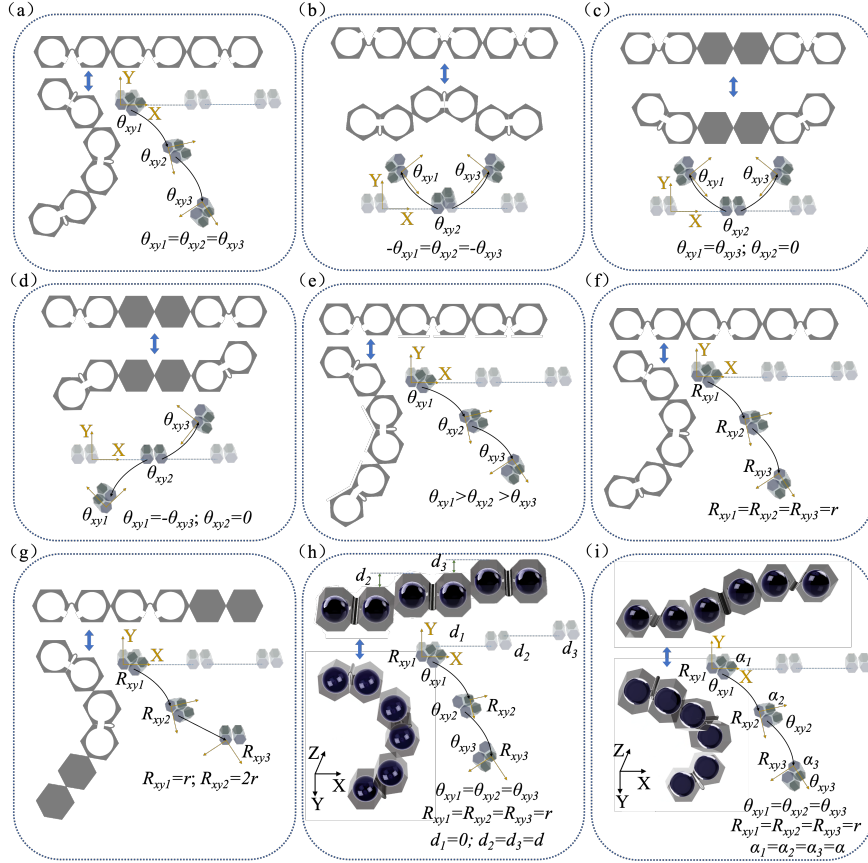 (a)
Y
X
θxy1
θxy2
θxy3
θxy1=θxy2=θxy3
(b)
θxy1
θxy3
Y
X
θxy2
-θxy1=θxy2=-θxy3
(c)
θxy1
θxy3
Y
X
θxy2
θxy1=θxy3; θxy2=0
(d)
θxy3
Y
X
θxy2
θxy1
θxy1=-θxy3; θxy2=0
(e)
Y
X
θxy1
θxy2
θxy3
θxy1>θxy2 >θxy3
(f)
Y
X
Rxy1
Rxy2
Rxy3
Rxy1=Rxy2=Rxy3=r
(g)
Y
X
Rxy1
Rxy2
Rxy3
Rxy1=r; Rxy2=2r
(h)
d3
d2
Y
d1
d2
d3
Rxy1
X
θxy1
θxy2
Rxy2
θxy3
Rxy3
Z
X
Y
θxy1=θxy2=θxy3
Rxy1=Rxy2=Rxy3=r
d1=0; d2=d3=d
(i)
Y
α1
X
Rxy1
θxy1
α2
Rxy2
θxy2
Rxy3
α3
θxy3
Z
X
Y
θxy1=θxy2=θxy3
Rxy1=Rxy2=Rxy3=r
α1=α2=α3=α